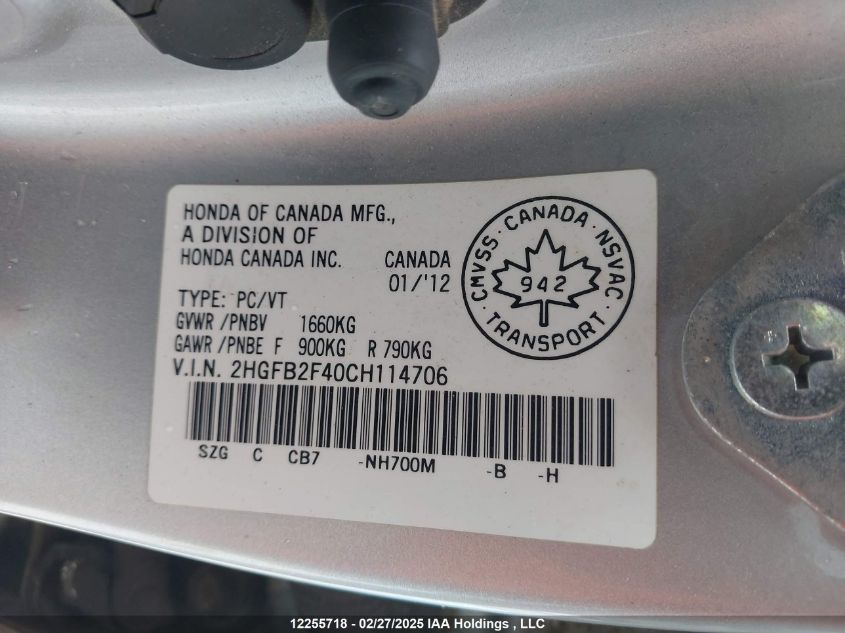 HONDA OF CANADA MFG.,
A DIVISION OF
HONDA CANADA INC. CANADA
01/'12
TYPE: PC/VT
GVWR /PNBV 1660KG
GAWR /PNBE F 900KG R 790KG
V.I.N. 2HGFB2F40CH114706
SZG C CB7 -NH700M -B -H
CMVSS · CANADA · NSVAC
942
· TRANSPORT ·
12255718 - 02/27/2025 IAA Holdings , LLC